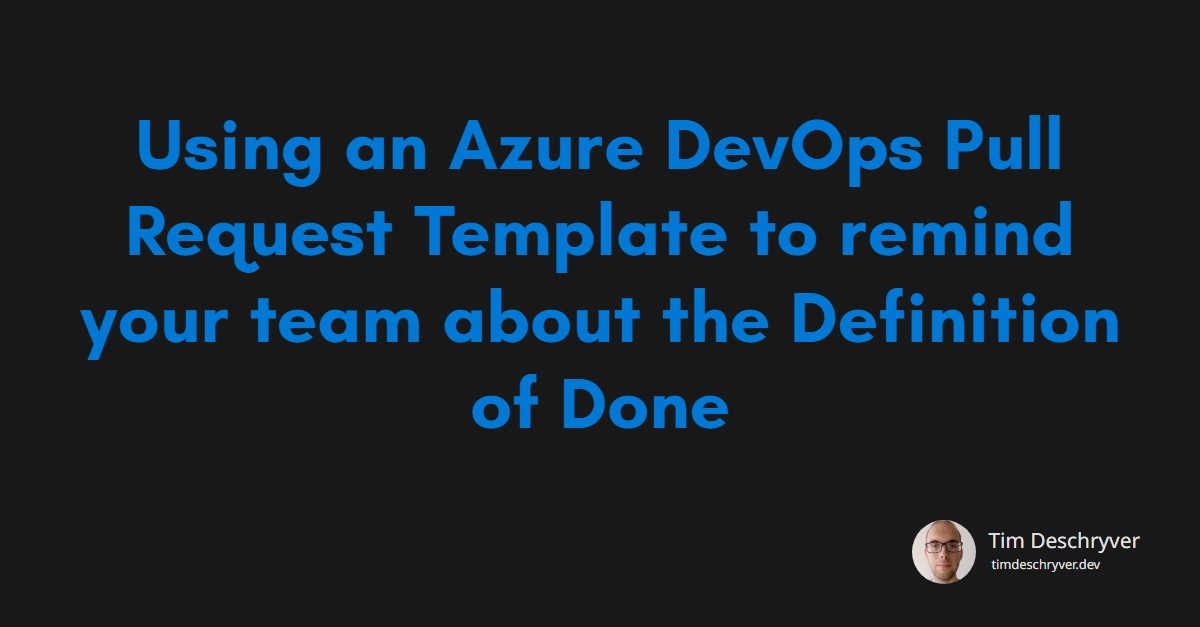 Using an Azure DevOps Pull
Request Template to remind
your team about the Definition
of Done
Tim Deschryver
timdeschryver.dev